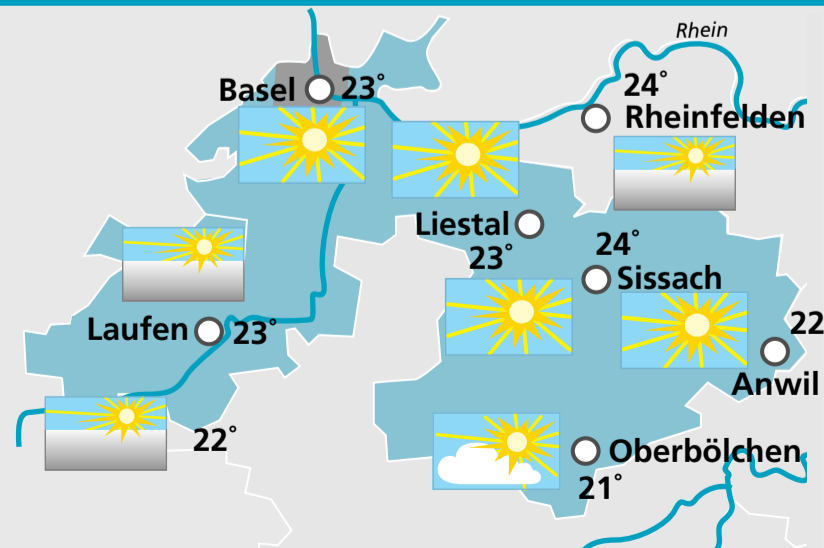 Rhein
Basel 23°
24°
Rheinfelden
Liestal
23°
24°
Sissach
Laufen 23°
22
Anwil
22°
Oberbölchen
21°